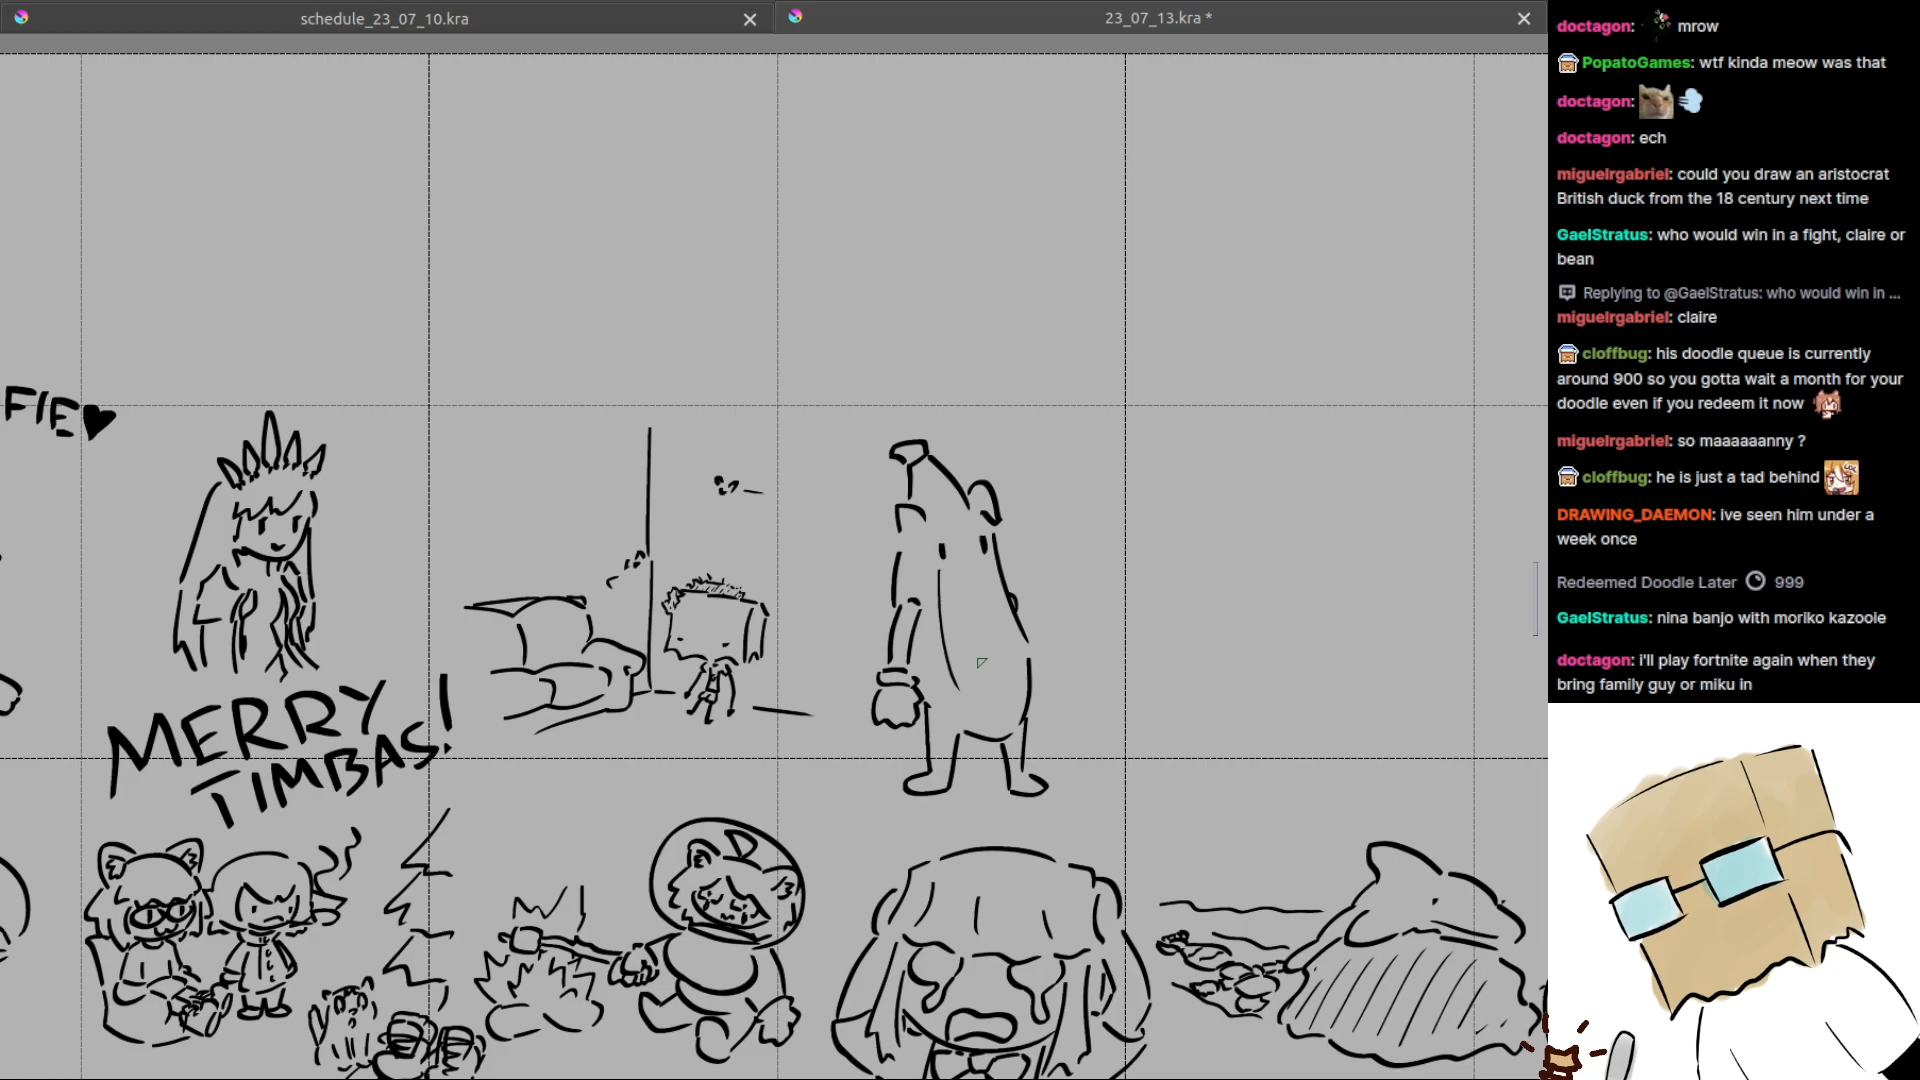 schedule_23_07_10.kra
23_07_13.kra *
doctagon: mrow
PopatoGames: wtf kinda meow was that
doctagon:
doctagon: ech
miguelrgabriel: could you draw an aristocrat
British duck from the 18 century next time
GaelStratus: who would win in a fight, claire or
bean
Replying to @GaelStratus: who would win in ...
miguelrgabriel: claire
cloffbug: his doodle queue is currently
around 900 so you gotta wait a month for your
doodle even if you redeem it now
miguelrgabriel: so maaaaaanny ?
cloffbug: he is just a tad behind
DRAWING_DAEMON: ive seen him under a
week once
Redeemed Doodle Later 999
GaelStratus: nina banjo with moriko kazooie
doctagon: i'll play fortnite again when they
bring family guy or miku in
FIE♥
MERRY
TIMBAS!